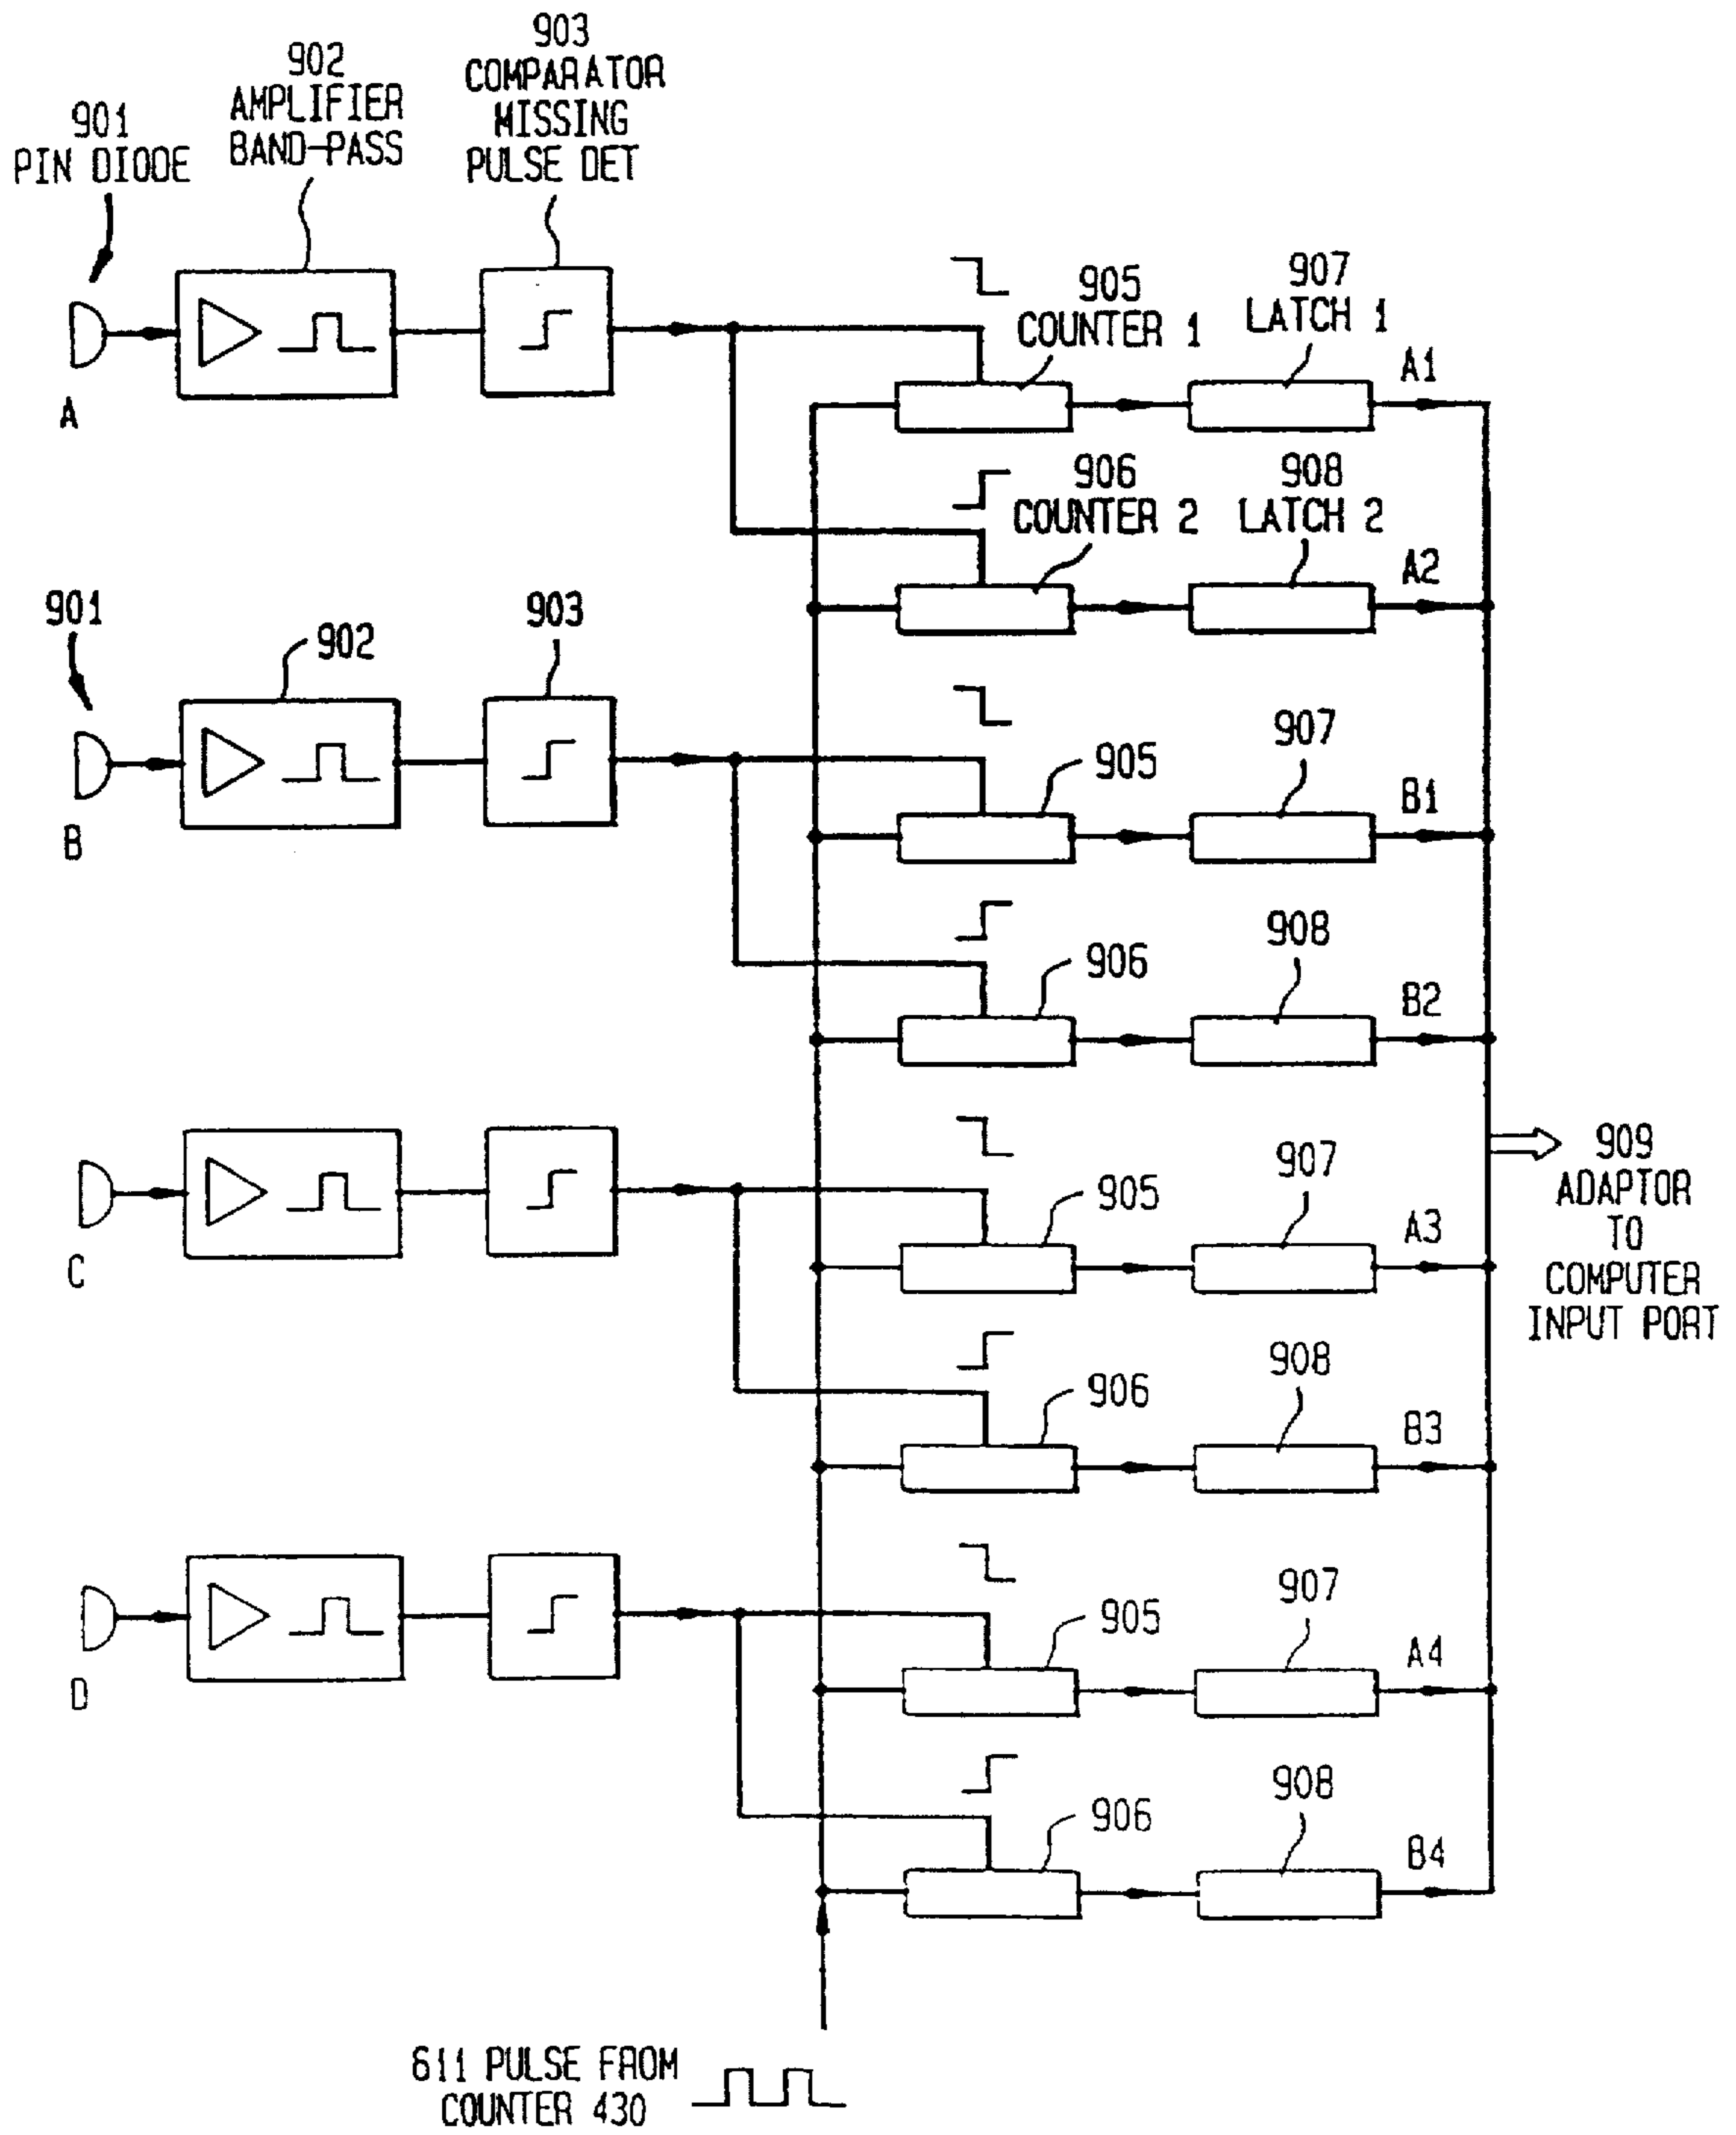 903
COMPARATOR
MISSING
PULSE DET
902
AMPLIFIER
BAND-PASS
901
PIN DIODE
A
905
COUNTER 1
907
LATCH 1
A1
906
COUNTER 2
908
LATCH 2
A2
901
902
903
B
905
907
B1
906
908
B2
C
905
907
A3
909
ADAPTOR
TO
COMPUTER
INPUT PORT
906
908
B3
D
905
907
A4
906
908
B4
611 PULSE FROM
COUNTER 430